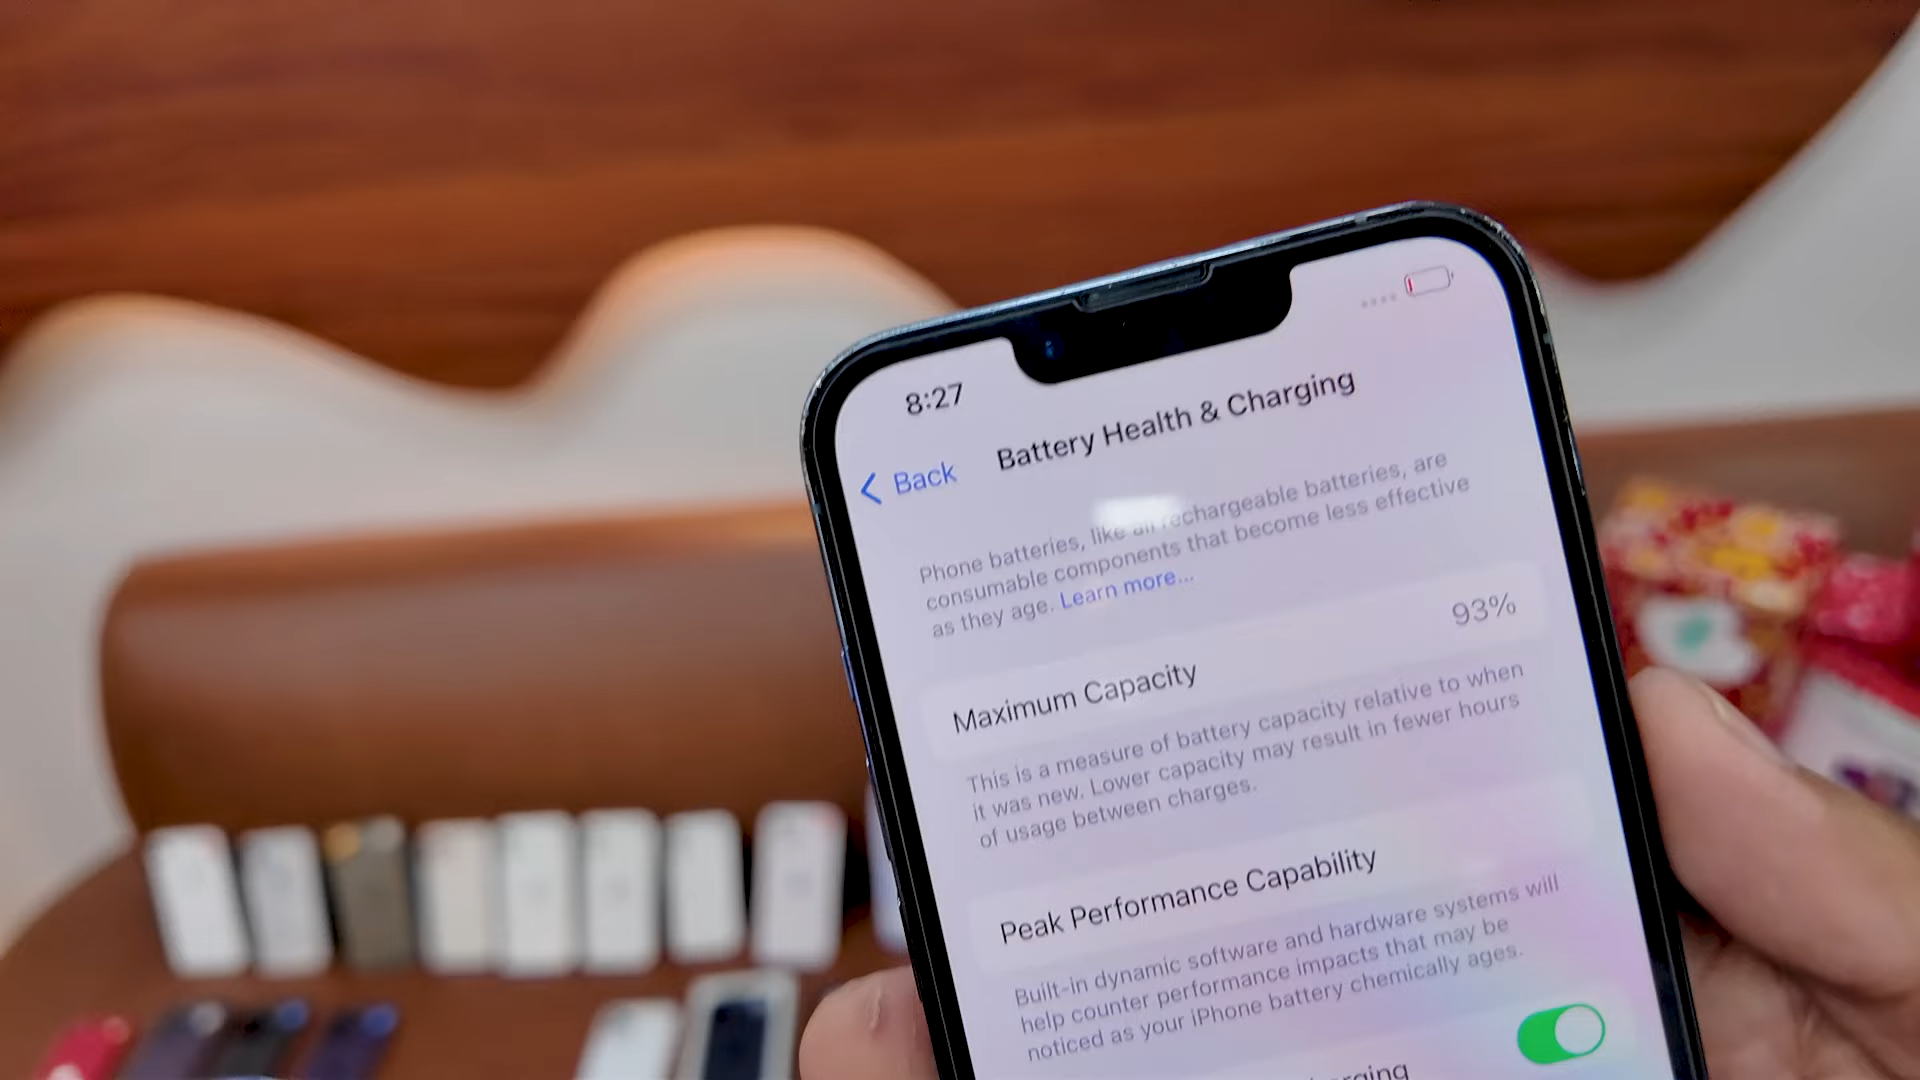 8:27
Back
Battery Health & Charging
Phone batteries, like all rechargeable batteries, are
consumable components that become less effective
as they age. Learn more...
Maximum Capacity 93%
This is a measure of battery capacity relative to when
it was new. Lower capacity may result in fewer hours
of usage between charges.
Peak Performance Capability
Built-in dynamic software and hardware systems will
help counter performance impacts that may be
noticed as your iPhone battery chemically ages.